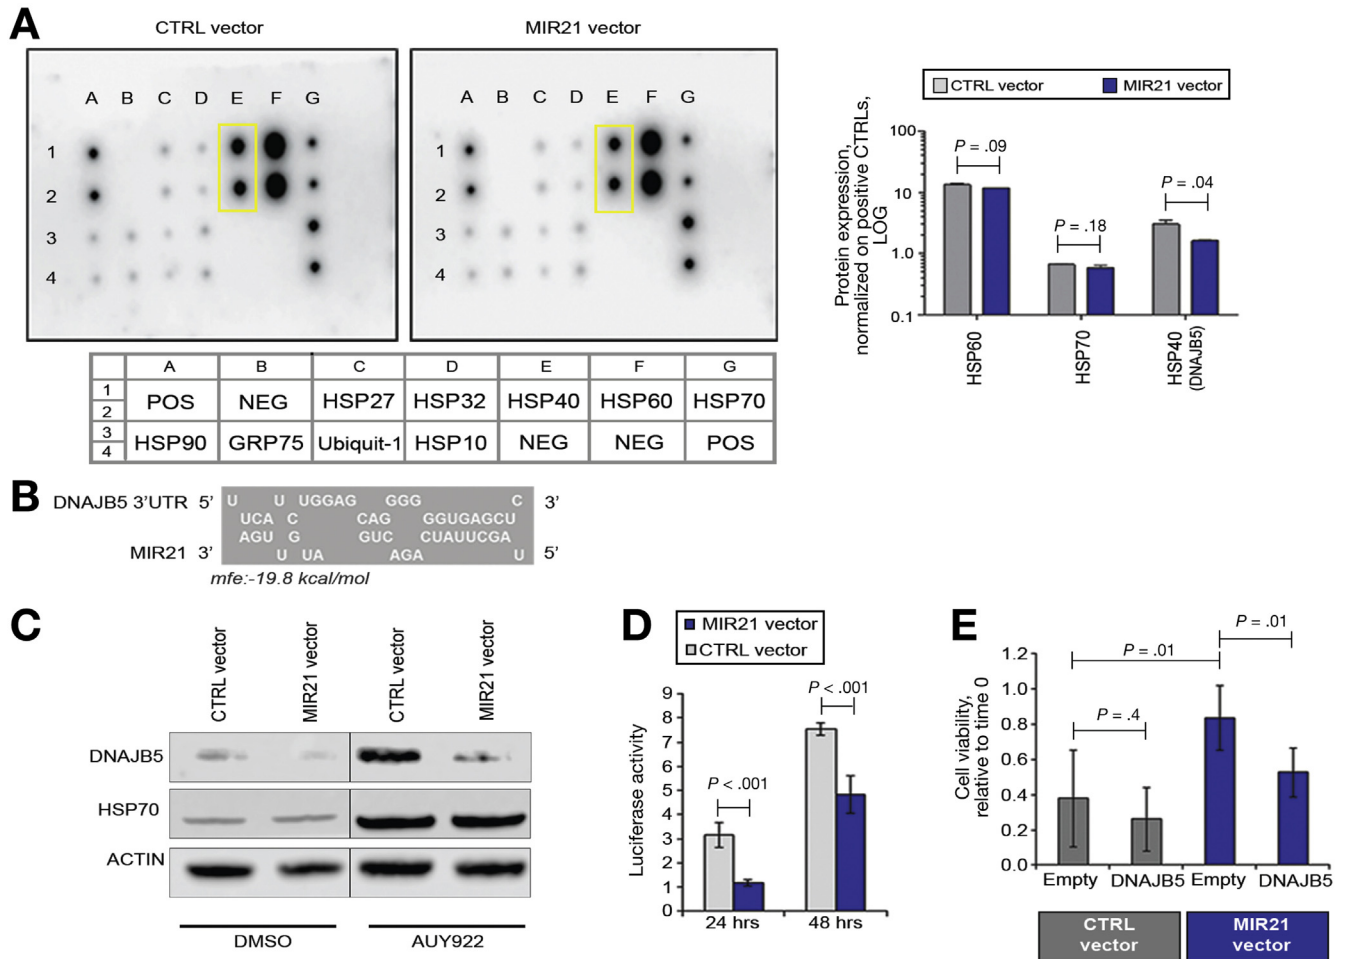 A
CTRL vector
MIR21 vector
A B C D E F G
1
2
3
4
A B C D E F G
1
2
3
4
A B C D E F G
1
2
POS NEG HSP27 HSP32 HSP40 HSP60 HSP70
3
4
HSP90 GRP75 Ubiquit-1 HSP10 NEG NEG POS
CTRL vector MIR21 vector
Protein expression,
normalized on positive CTRLs,
LOG
100
10
1.0
0.1
P = .09
P = .18
P = .04
HSP60
HSP70
HSP40
(DNAJB5)
B
DNAJB5 3'UTR 5' U U UGGAG GGG C 3'
UCA C CAG GGUGAGCU
AGU G GUC CUAUUCGA
MIR21 3' U UA AGA U 5'
mfe:-19.8 kcal/mol
C
CTRL vector
MIR21 vector
CTRL vector
MIR21 vector
DNAJB5
HSP70
ACTIN
DMSO AUY922
D
MIR21 vector
CTRL vector
Luciferase activity
9
8
7
6
5
4
3
2
1
0
P < .001
P < .001
24 hrs 48 hrs
E
Cell viability,
relative to time 0
1.2
1.0
0.8
0.6
0.4
0.2
0.0
P = .01
P = .01
P = .4
Empty DNAJB5 Empty DNAJB5
CTRL
vector
MIR21
vector